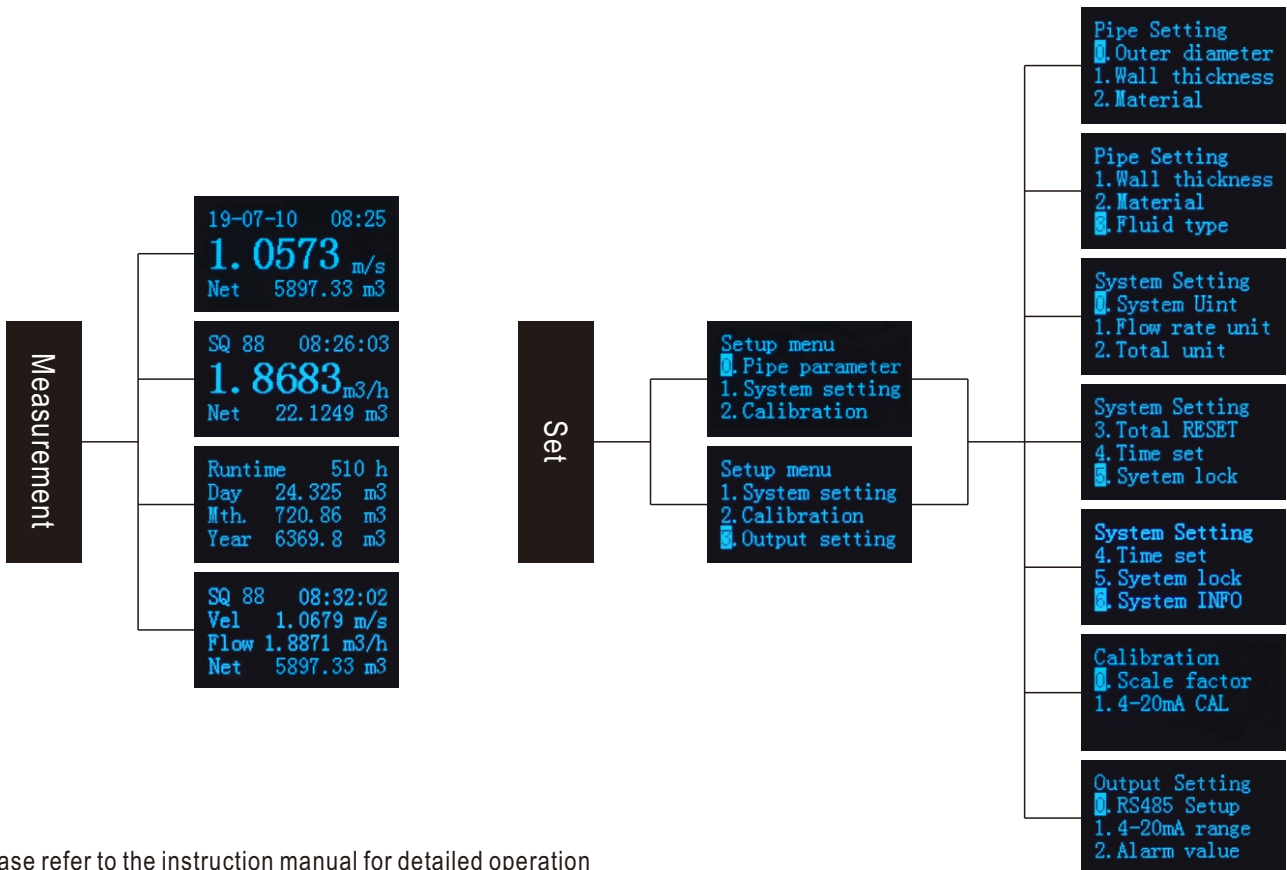 Measurement
19-07-10 08:25
1.0573 m/s
Net 5897.33 m3
SQ 88 08:26:03
1.8683 m3/h
Net 22.1249 m3
Runtime 510 h
Day 24.325 m3
Mth. 720.86 m3
Year 6369.8 m3
SQ 88 08:32:02
Vel 1.0679 m/s
Flow 1.8871 m3/h
Net 5897.33 m3
Set
Setup menu
0.Pipe parameter
1.System setting
2.Calibration
Setup menu
1.System setting
2.Calibration
3.Output setting
Pipe Setting
0.Outer diameter
1.Wall thickness
2.Material
Pipe Setting
1.Wall thickness
2.Material
3.Fluid type
System Setting
0.System Uint
1.Flow rate unit
2.Total unit
System Setting
3.Total RESET
4.Time set
5.Syetem lock
System Setting
4.Time set
5.Syetem lock
6.System INFO
Calibration
0.Scale factor
1.4-20mA CAL
Output Setting
0.RS485 Setup
1.4-20mA range
2.Alarm value
ase refer to the instruction manual for detailed operation